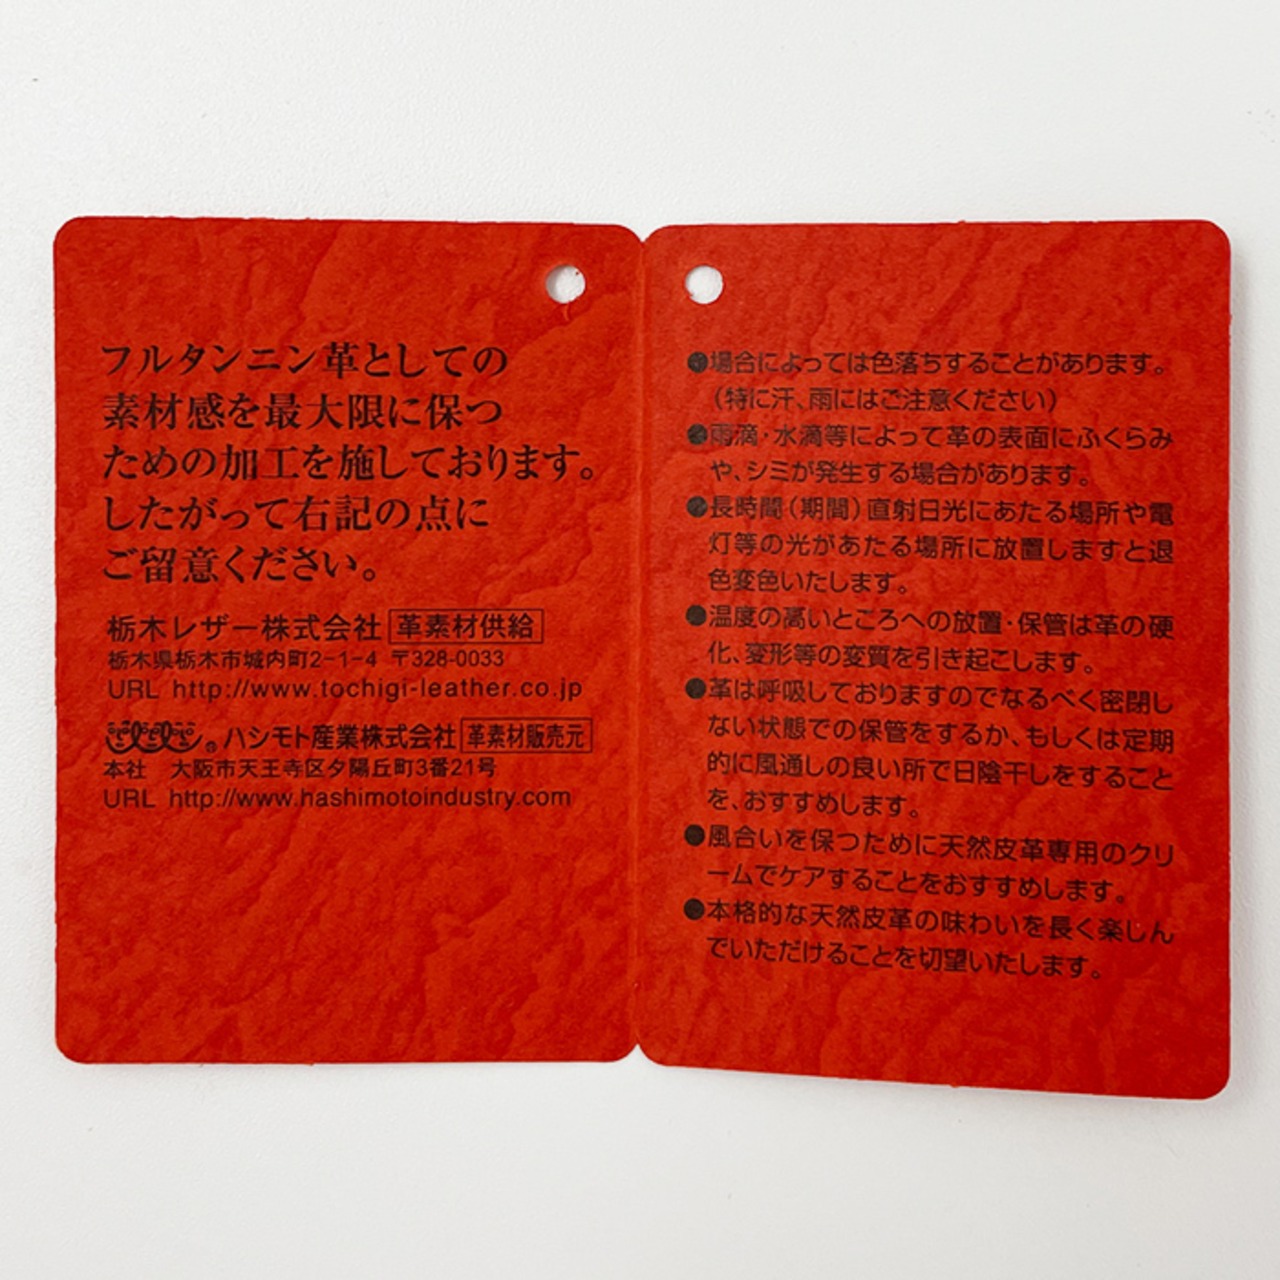 フルタンニン革としての
素材感を最大限に保つ
ための加工を施しております。
したがって右記の点に
ご留意ください。
栃木レザー株式会社 革素材供給
栃木県栃木市城内町2-1-4 〒328-0033
URL http://www.tochigi-leather.co.jp
®ハシモト産業株式会社 革素材販売元
本社 大阪市天王寺区夕陽丘町3番21号
URL http://www.hashimotoindustry.com
●場合によっては色落ちすることがあります。
(特に汗、雨にはご注意ください)
●雨滴・水滴等によって革の表面にふくらみ
や、シミが発生する場合があります。
●長時間(期間)直射日光にあたる場所や電
灯等の光があたる場所に放置しますと退
色変色いたします。
●温度の高いところへの放置・保管は革の硬
化、変形等の変質を引き起こします。
●革は呼吸しておりますのでなるべく密閉し
ない状態での保管をするか、もしくは定期
的に風通しの良い所で日陰干しをすること
を、おすすめします。
●風合いを保つために天然皮革専用のクリ
ームでケアすることをおすすめします。
●本格的な天然皮革の味わいを長く楽しん
でいただけることを切望いたします。